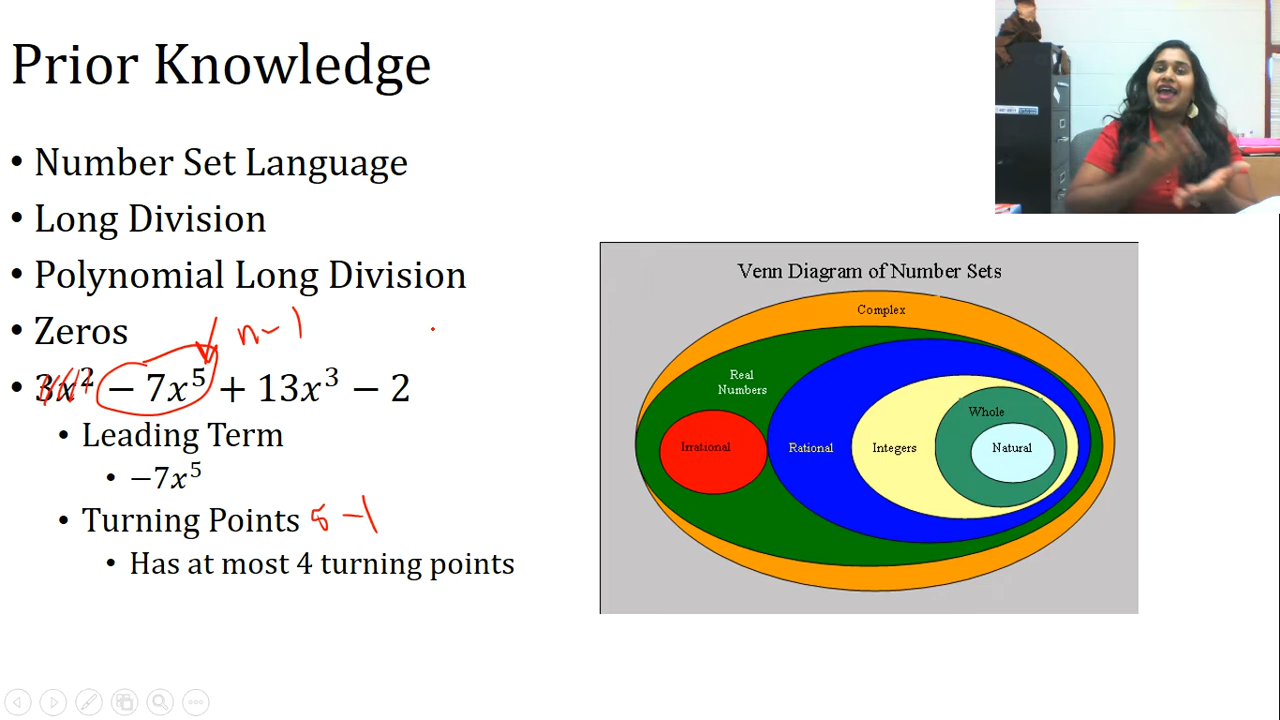 Prior Knowledge
• Number Set Language
• Long Division
• Polynomial Long Division
• Zeros
n - 1
• 3x² − 7x⁵ + 13x³ − 2
• Leading Term
• −7x⁵
• Turning Points 5 - 1
• Has at most 4 turning points
Venn Diagram of Number Sets
Complex
Real
Numbers
Irrational
Rational
Integers
Whole
Natural